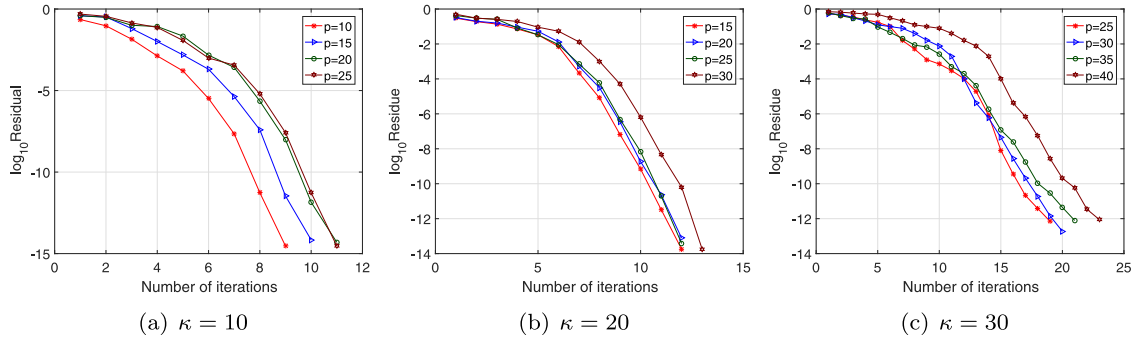 log₁₀Residual
0
-5
-10
-15
0 2 4 6 8 10 12
Number of iterations
p=10
p=15
p=20
p=25
(a) κ = 10
log₁₀Residue
0
-2
-4
-6
-8
-10
-12
-14
0 5 10 15
Number of iterations
p=15
p=20
p=25
p=30
(b) κ = 20
log₁₀Residue
0
-2
-4
-6
-8
-10
-12
-14
0 5 10 15 20 25
Number of iterations
p=25
p=30
p=35
p=40
(c) κ = 30